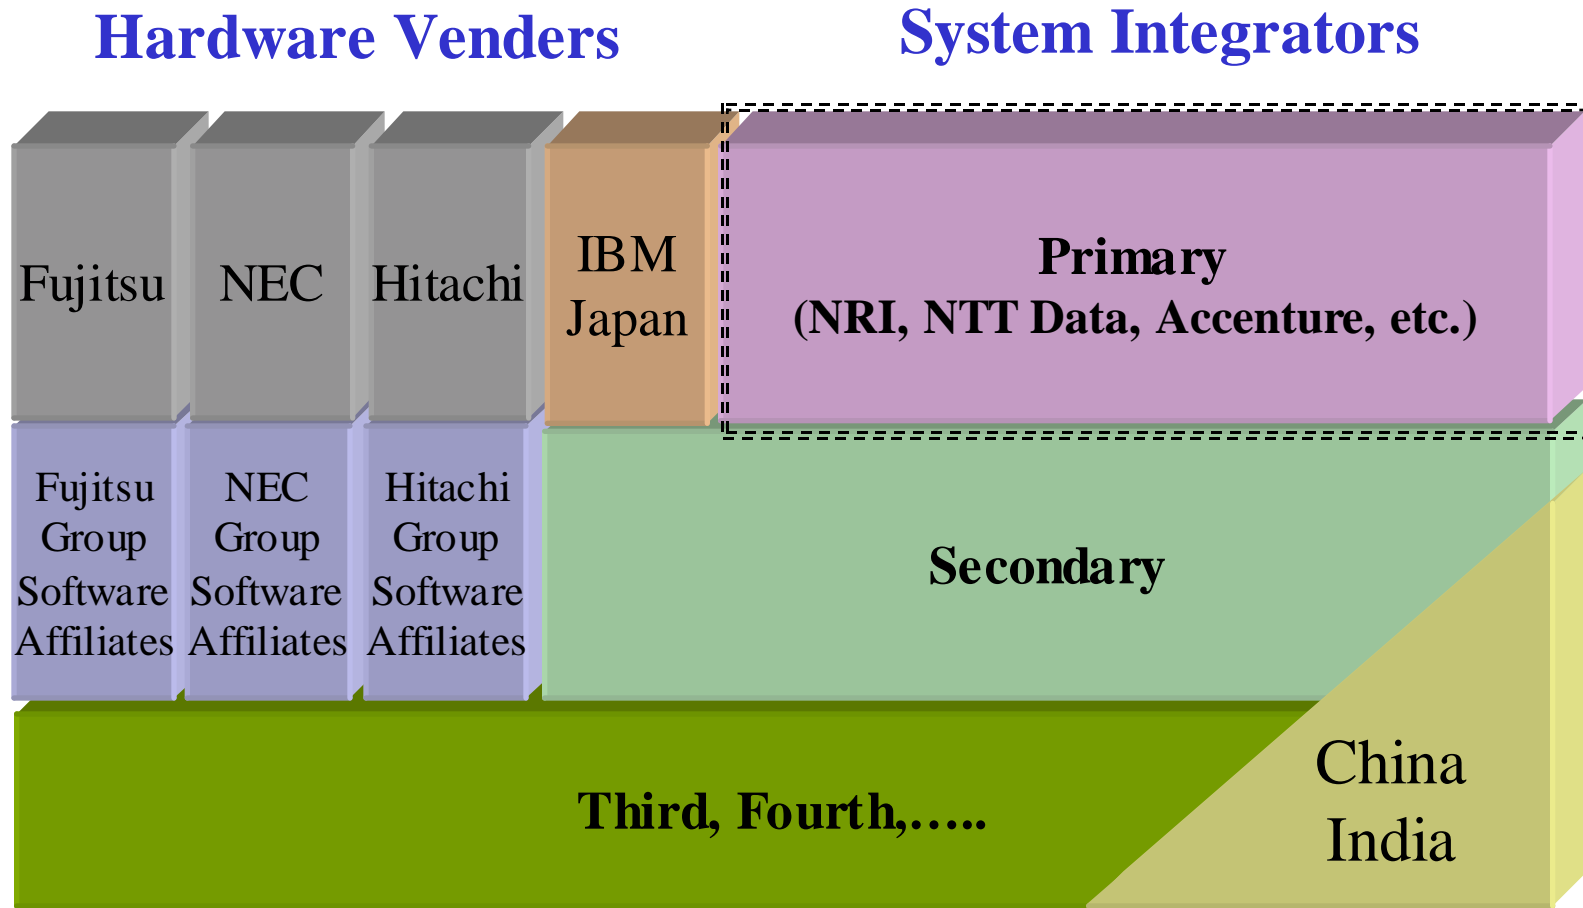 Hardware Venders
System Integrators
Fujitsu
NEC
Hitachi
IBM
Japan
Primary
(NRI, NTT Data, Accenture, etc.)
Fujitsu
Group
Software
Affiliates
NEC
Group
Software
Affiliates
Hitachi
Group
Software
Affiliates
Secondary
Third, Fourth,…..
China
India